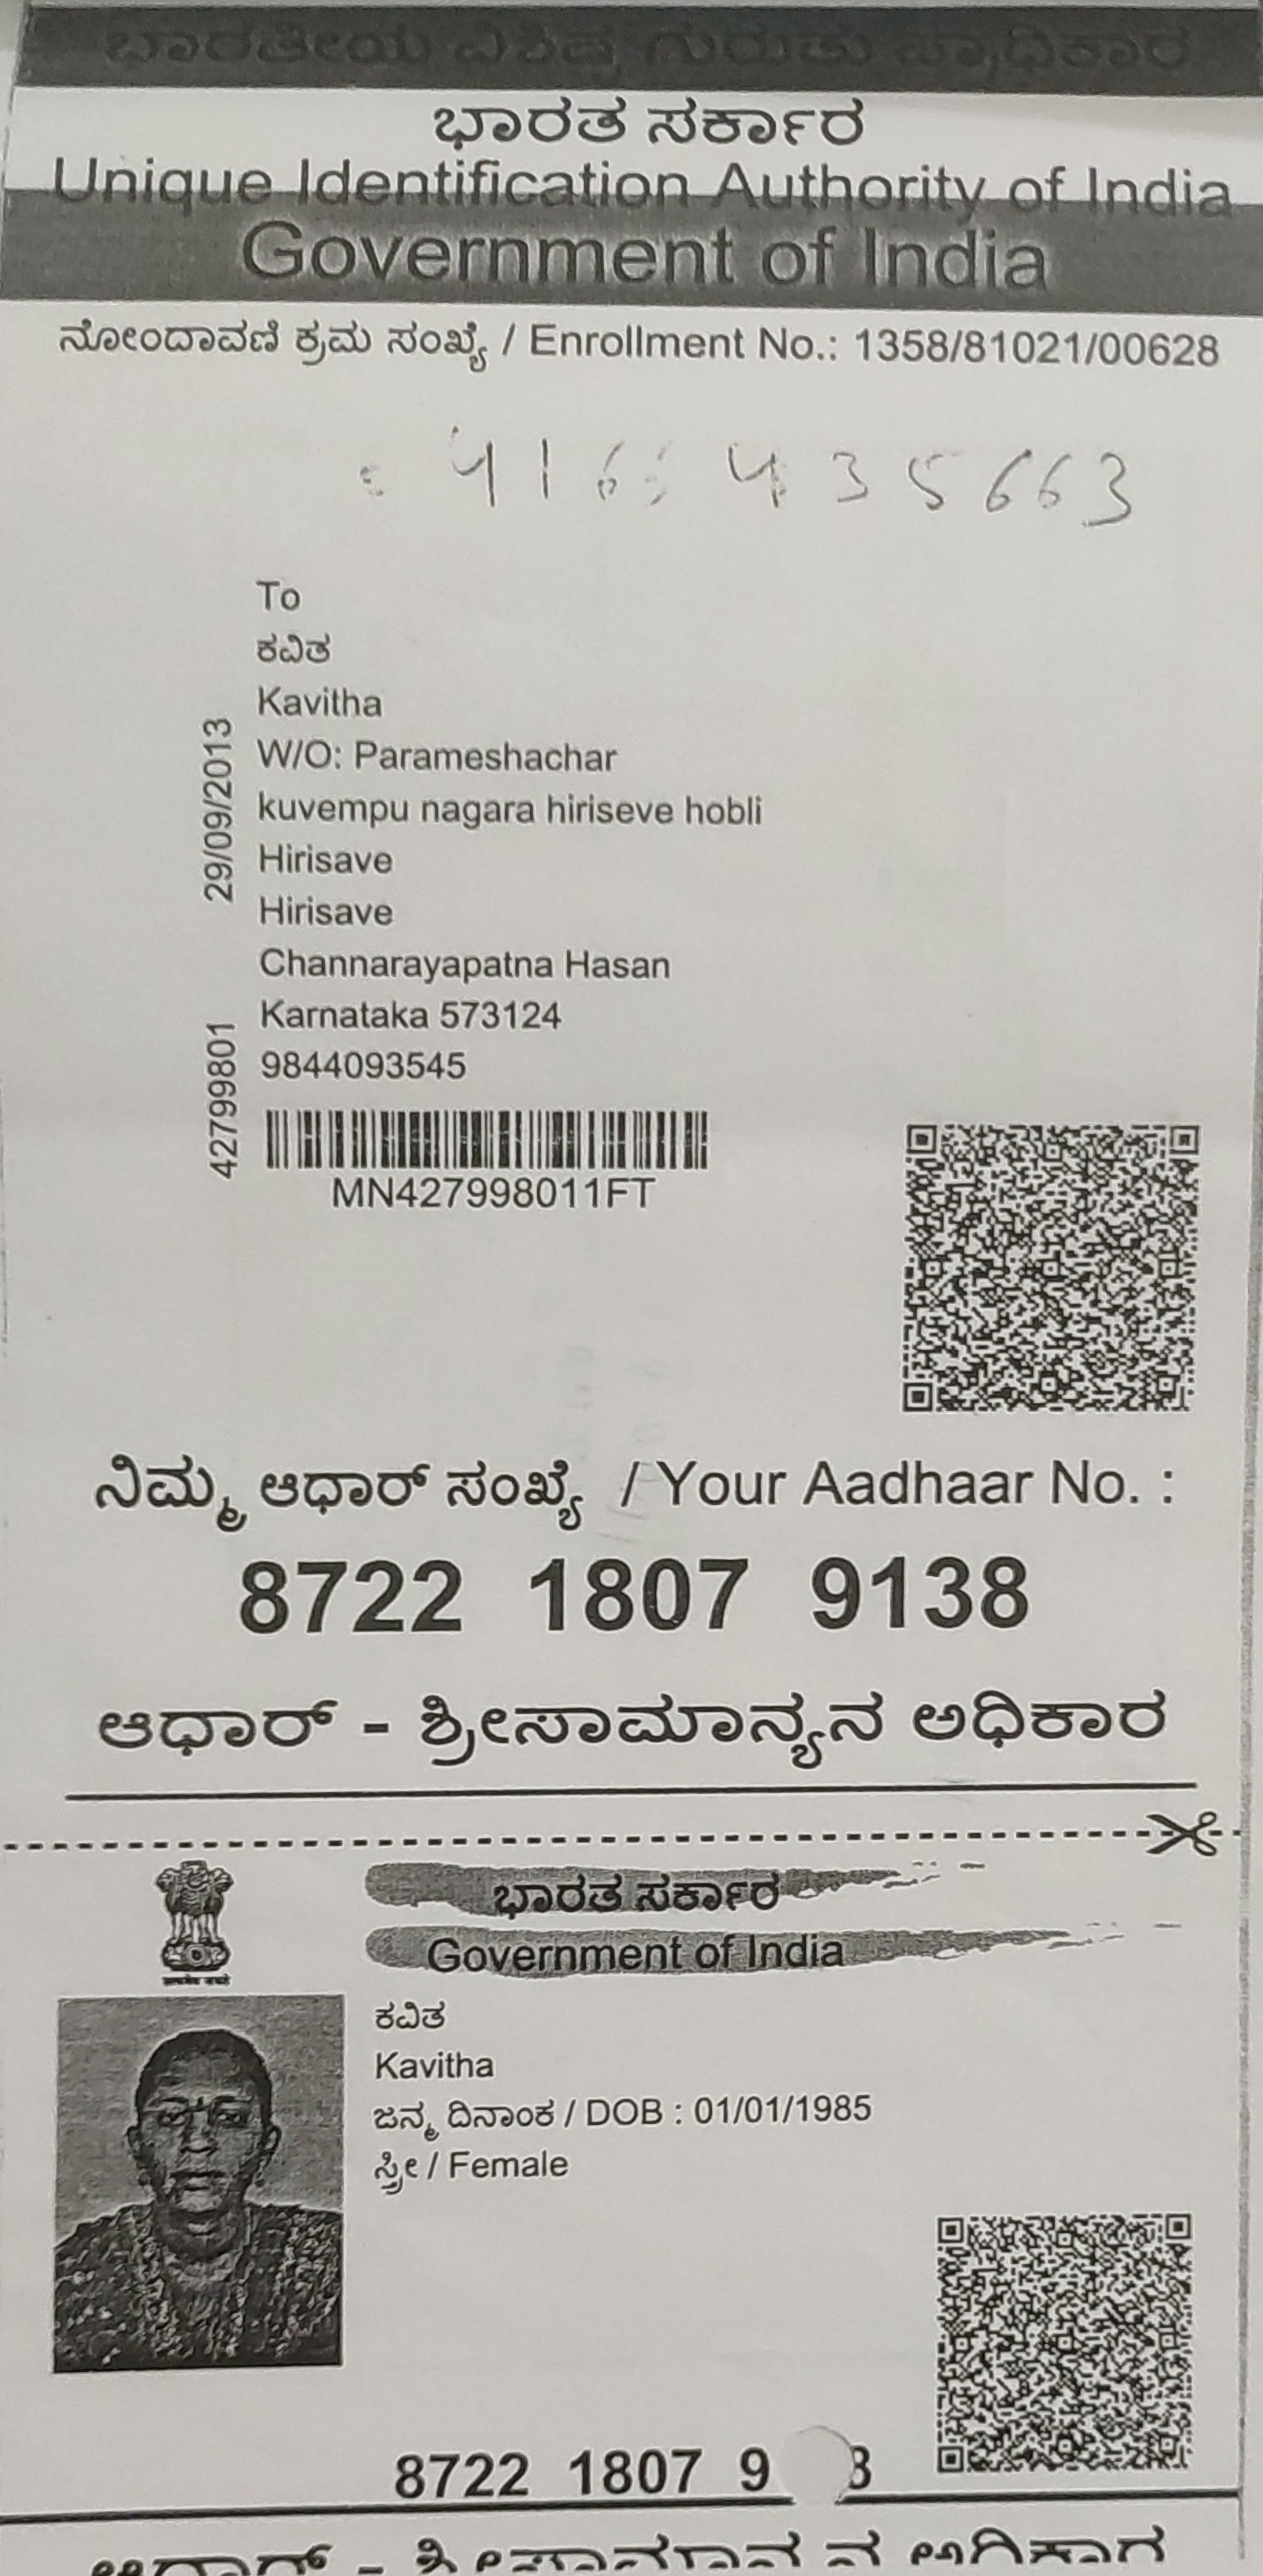 ಭಾರತೀಯ ವಿಶಿಷ್ಟ ಗುರುತು ಪ್ರಾಧಿಕಾರ
ಭಾರತ ಸರ್ಕಾರ
Unique Identification Authority of India
Government of India
ನೋಂದಾವಣಿ ಕ್ರಮ ಸಂಖ್ಯೆ / Enrollment No.: 1358/81021/00628
To
ಕವಿತ
Kavitha
W/O: Parameshachar
kuvempu nagara hiriseve hobli
Hirisave
Hirisave
Channarayapatna Hasan
Karnataka 573124
9844093545
29/09/2013
42799801
MN427998011FT
ನಿಮ್ಮ ಆಧಾರ್ ಸಂಖ್ಯೆ / Your Aadhaar No. :
8722 1807 9138
ಆಧಾರ್ - ಶ್ರೀಸಾಮಾನ್ಯನ ಅಧಿಕಾರ
ಭಾರತ ಸರ್ಕಾರ
Government of India
ಕವಿತ
Kavitha
ಜನ್ಮ ದಿನಾಂಕ / DOB : 01/01/1985
ಸ್ತ್ರೀ / Female
8722 1807 9 8